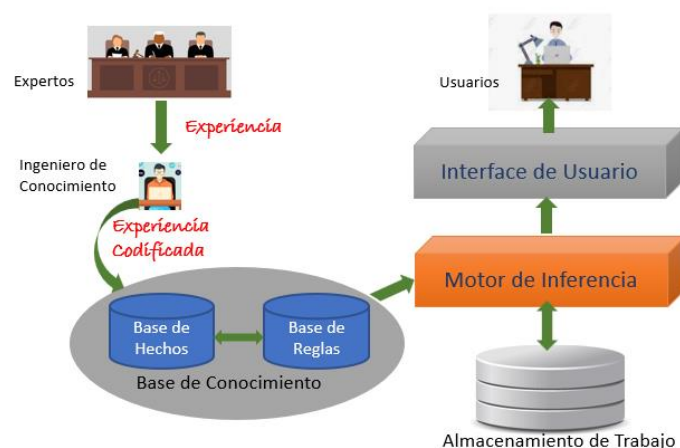 Expertos
Experiencia
Ingeniero de
Conocimiento
Experiencia
Codificada
Base de
Hechos
Base de
Reglas
Base de Conocimiento
Usuarios
Interface de Usuario
Motor de Inferencia
Almacenamiento de Trabajo